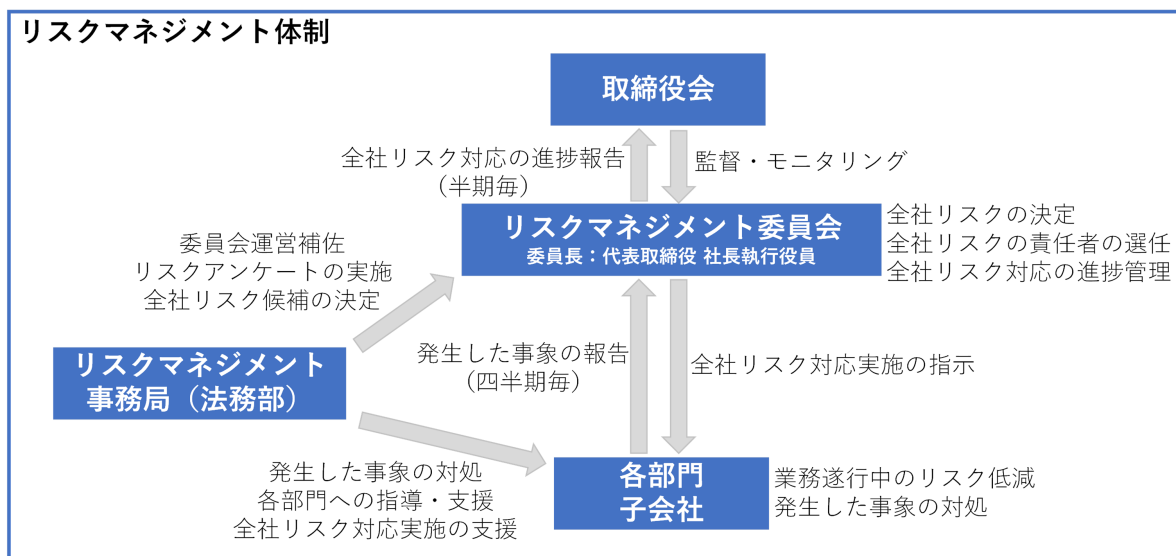 リスクマネジメント体制
取締役会
全社リスク対応の進捗報告
(半期毎)
監督・モニタリング
リスクマネジメント委員会
委員長：代表取締役 社長執行役員
全社リスクの決定
全社リスクの責任者の選任
全社リスク対応の進捗管理
委員会運営補佐
リスクアンケートの実施
全社リスク候補の決定
リスクマネジメント
事務局（法務部）
発生した事象の報告
(四半期毎)
全社リスク対応実施の指示
発生した事象の対処
各部門への指導・支援
全社リスク対応実施の支援
各部門
子会社
業務遂行中のリスク低減
発生した事象の対処